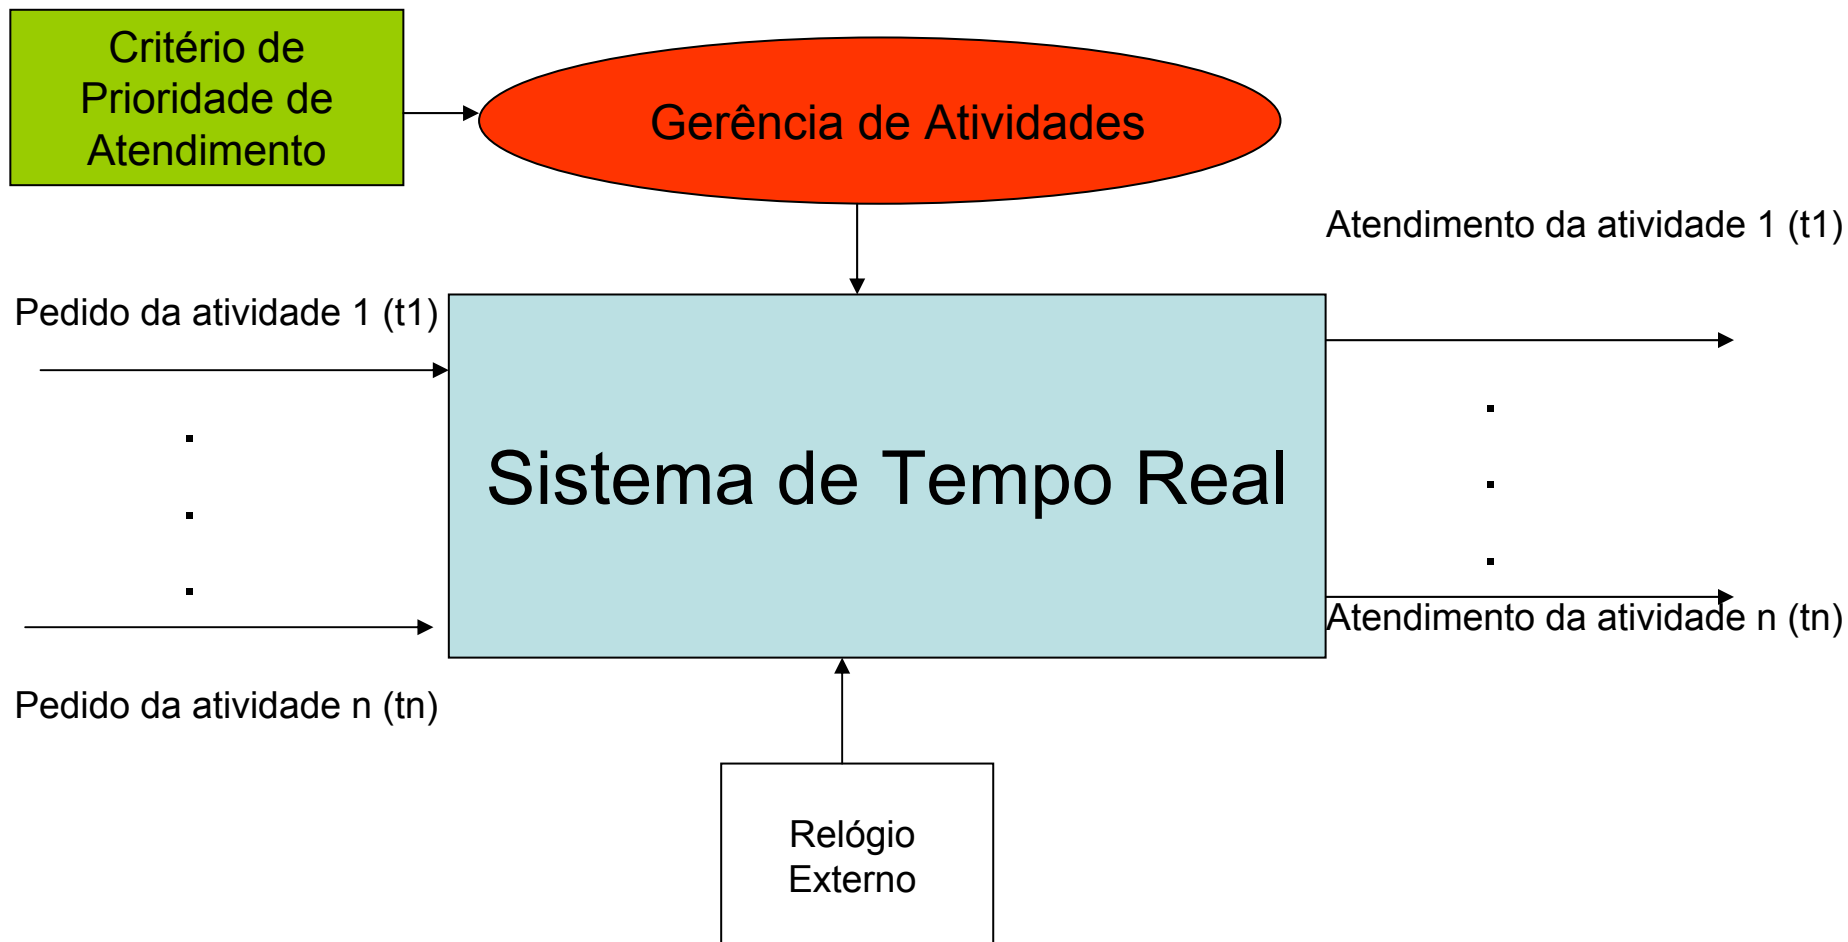 Critério de
Prioridade de
Atendimento
Gerência de Atividades
Atendimento da atividade 1 (t1)
Pedido da atividade 1 (t1)
Sistema de Tempo Real
Atendimento da atividade n (tn)
Pedido da atividade n (tn)
Relógio
Externo